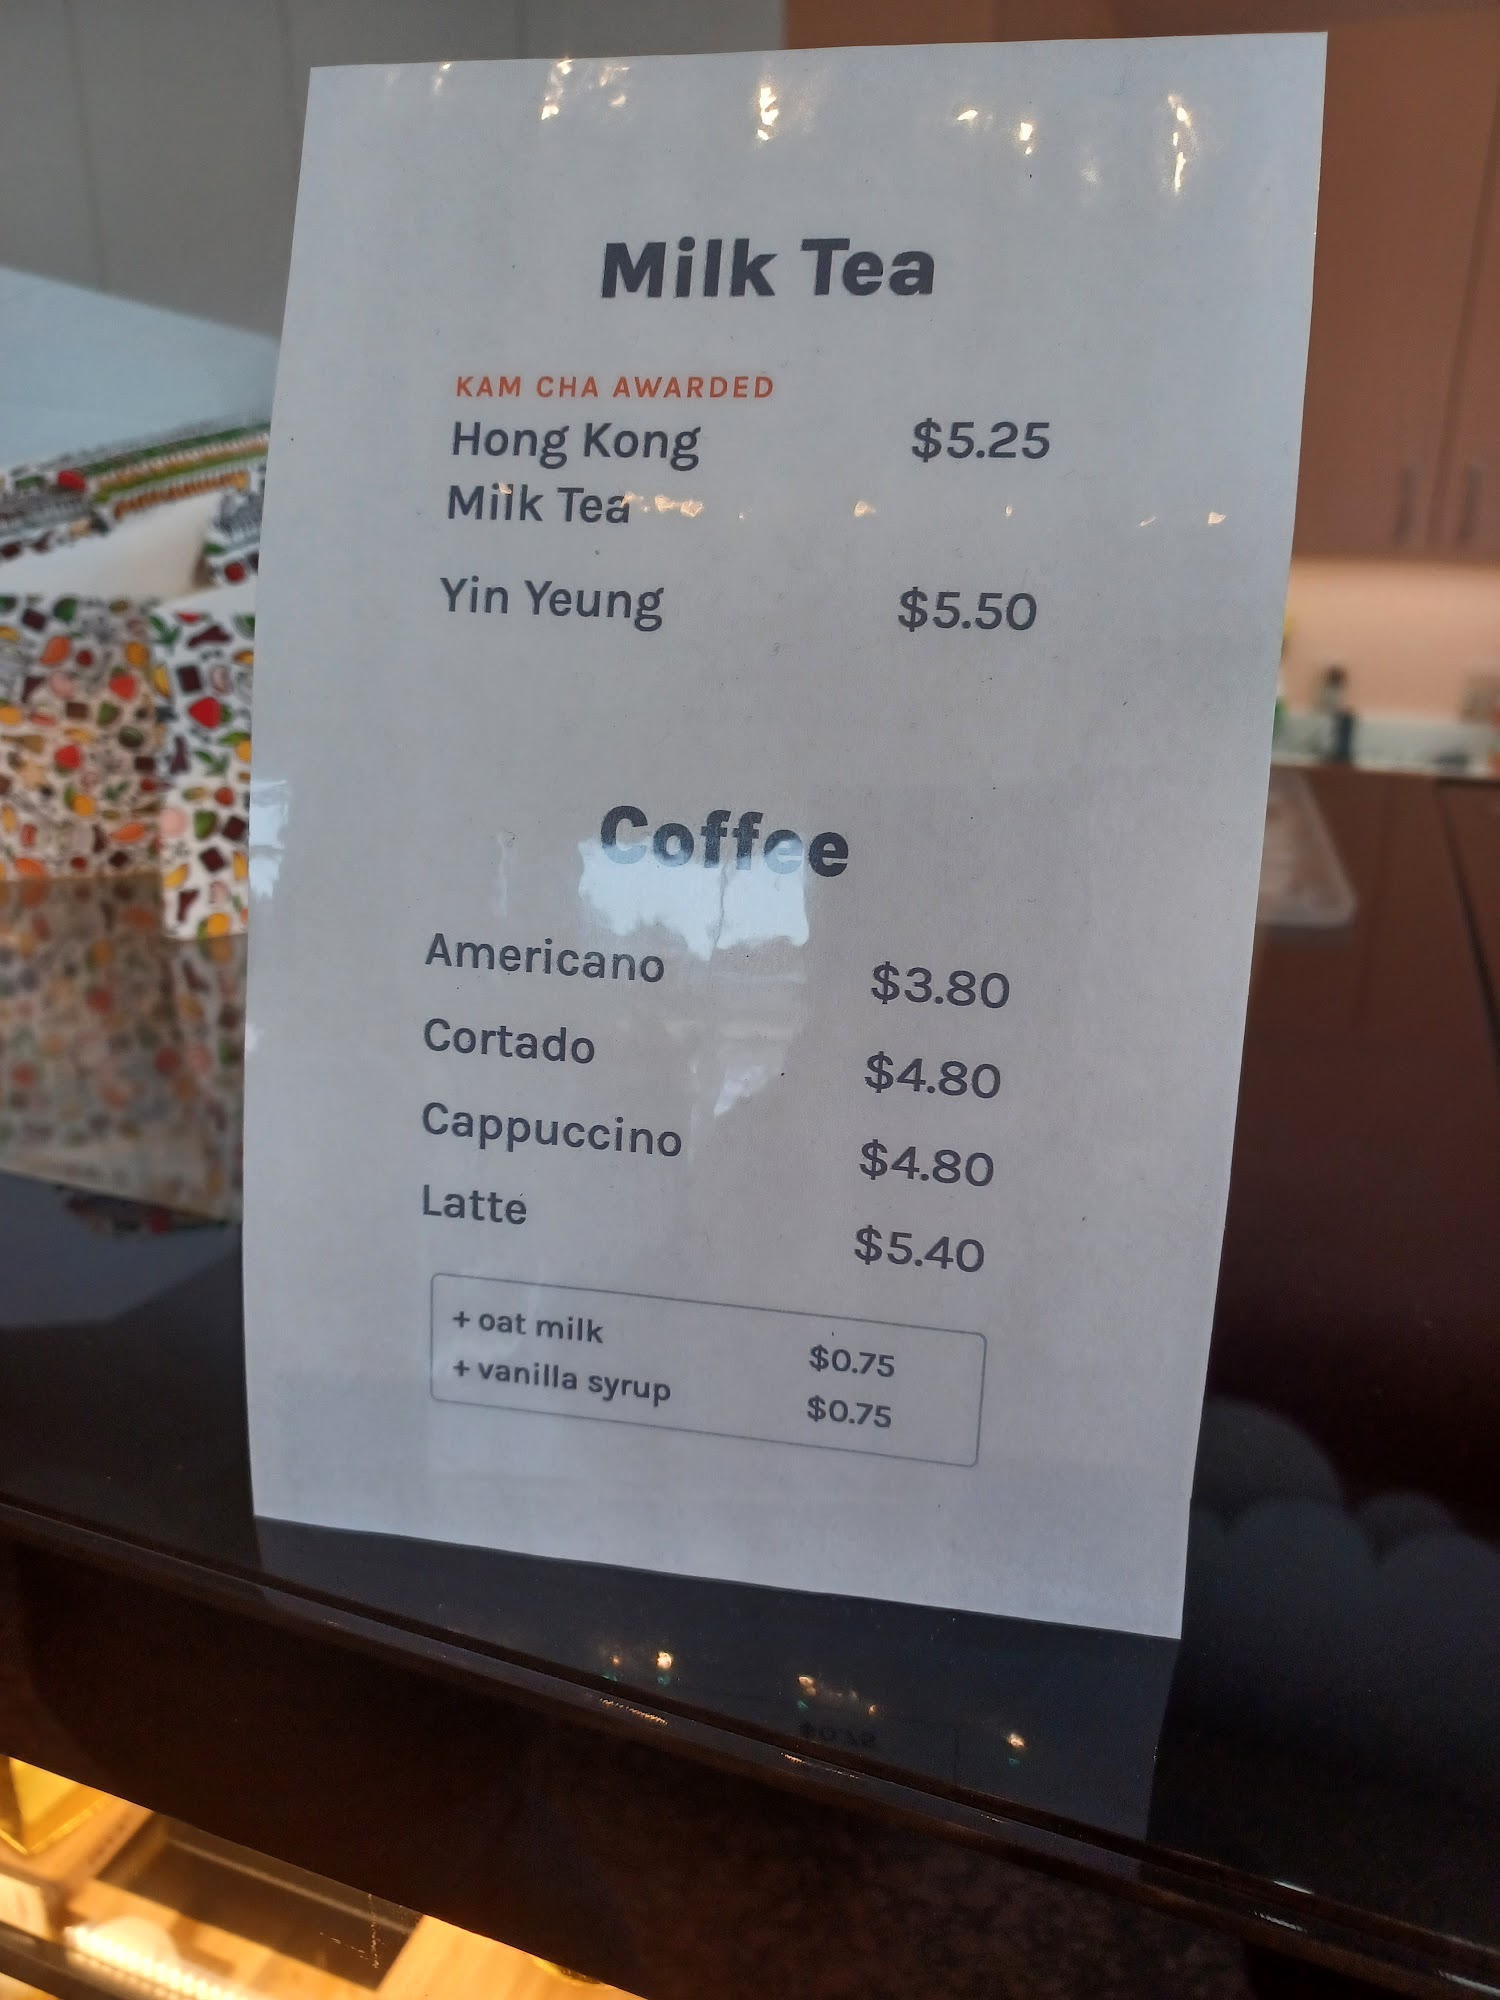 Milk Tea
KAM CHA AWARDED
Hong Kong $5.25
Milk Tea
Yin Yeung $5.50
Coffee
Americano $3.80
Cortado $4.80
Cappuccino $4.80
Latte $5.40
+ oat milk $0.75
+ vanilla syrup $0.75